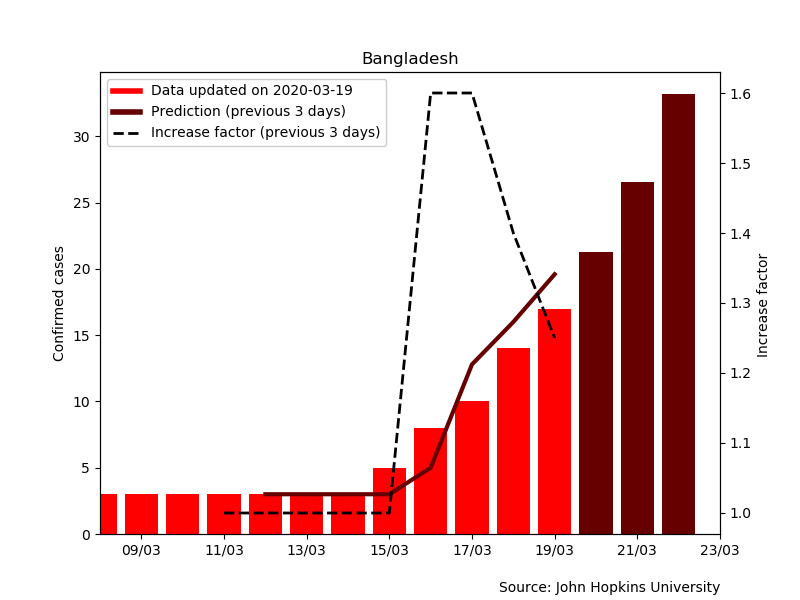 Bangladesh
Data updated on 2020-03-19
Prediction (previous 3 days)
Increase factor (previous 3 days)
Confirmed cases
30
25
20
15
10
5
0
1.6
1.5
1.4
1.3
1.2
1.1
1.0
Increase factor
09/03 11/03 13/03 15/03 17/03 19/03 21/03 23/03
Source: John Hopkins University